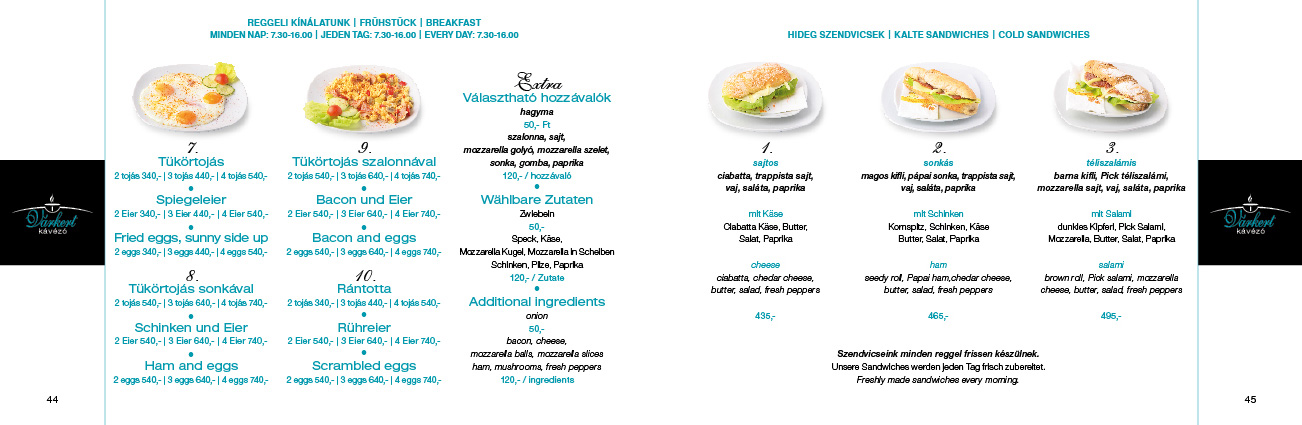 REGGELI KÍNÁLATUNK | FRÜHSTÜCK | BREAKFAST
MINDEN NAP: 7.30-16.00 | JEDEN TAG: 7.30-16.00 | EVERY DAY: 7.30-16.00
7.
Tükörtojás
2 tojás 340,- | 3 tojás 440,- | 4 tojás 540,-
Spiegeleier
2 Eier 340,- | 3 Eier 440,- | 4 Eier 540,-
Fried eggs, sunny side up
2 eggs 340,- | 3 eggs 440,- | 4 eggs 540,-
8.
Tükörtojás sonkával
2 tojás 540,- | 3 tojás 640,- | 4 tojás 740,-
Schinken und Eier
2 Eier 540,- | 3 Eier 640,- | 4 Eier 740,-
Ham and eggs
2 eggs 540,- | 3 eggs 640,- | 4 eggs 740,-
9.
Tükörtojás szalonnával
2 tojás 540,- | 3 tojás 640,- | 4 tojás 740,-
Bacon und Eier
2 Eier 540,- | 3 Eier 640,- | 4 Eier 740,-
Bacon and eggs
2 eggs 540,- | 3 eggs 640,- | 4 eggs 740,-
10.
Rántotta
2 tojás 340,- | 3 tojás 440,- | 4 tojás 540,-
Rühreier
2 Eier 540,- | 3 Eier 640,- | 4 Eier 740,-
Scrambled eggs
2 eggs 540,- | 3 eggs 640,- | 4 eggs 740,-
Extra
Választható hozzávalók
hagyma
50,- Ft
szalonna, sajt,
mozzarella golyó, mozzarella szelet,
sonka, gomba, paprika
120,- / hozzávaló
Wählbare Zutaten
Zwiebeln
50,-
Speck, Käse,
Mozzarella Kugel, Mozzarella in Scheiben
Schinken, Pilze, Paprika
120,- / Zutate
Additional ingredients
onion
50,-
bacon, cheese,
mozzarella balls, mozzarella slices
ham, mushrooms, fresh peppers
120,- / ingredients
Várkert
kávézó
44
HIDEG SZENDVICSEK | KALTE SANDWICHES | COLD SANDWICHES
1.
sajtos
ciabatta, trappista sajt,
vaj, saláta, paprika
mit Käse
Ciabatta Käse, Butter,
Salat, Paprika
cheese
ciabatta, chedar cheese,
butter, salad, fresh peppers
435,-
2.
sonkás
magos kifli, pápai sonka, trappista sajt,
vaj, saláta, paprika
mit Schinken
Kornspitz, Schinken, Käse
Butter, Salat, Paprika
ham
seedy roll, Papai ham,chedar cheese,
butter, salad, fresh peppers
465,-
3.
téliszalámis
barna kifli, Pick téliszalámi,
mozzarella sajt, vaj, saláta, paprika
mit Salami
dunkles Kipferl, Pick Salami,
Mozzarella, Butter, Salat, Paprika
salami
brown roll, Pick salami, mozzarella
cheese, butter, salad, fresh peppers
495,-
Szendvicseink minden reggel frissen készülnek.
Unsere Sandwiches werden jeden Tag frisch zubereitet.
Freshly made sandwiches every morning.
Várkert
kávézó
45